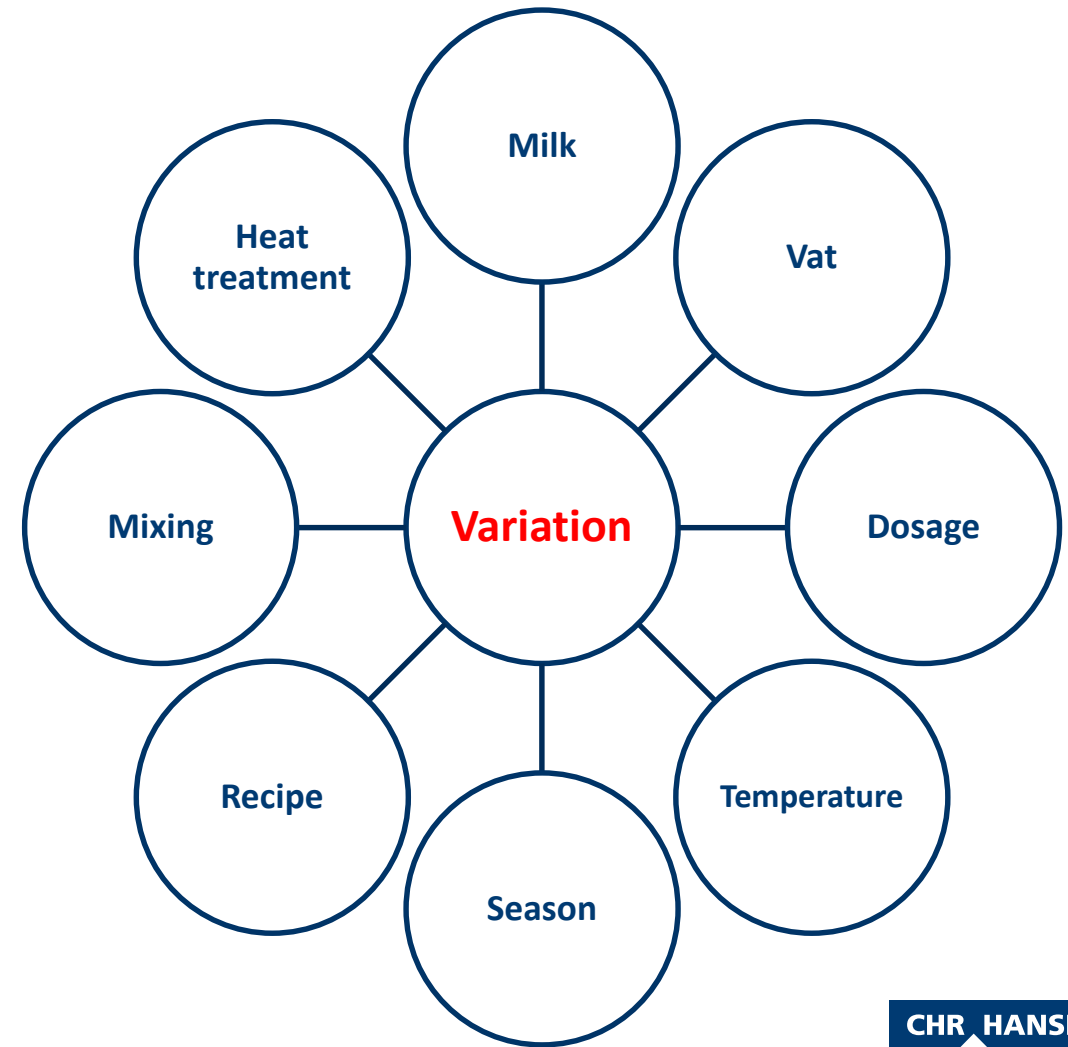 Milk
Heat
treatment
Vat
Mixing
Variation
Dosage
Recipe
Temperature
Season
CHR HANS